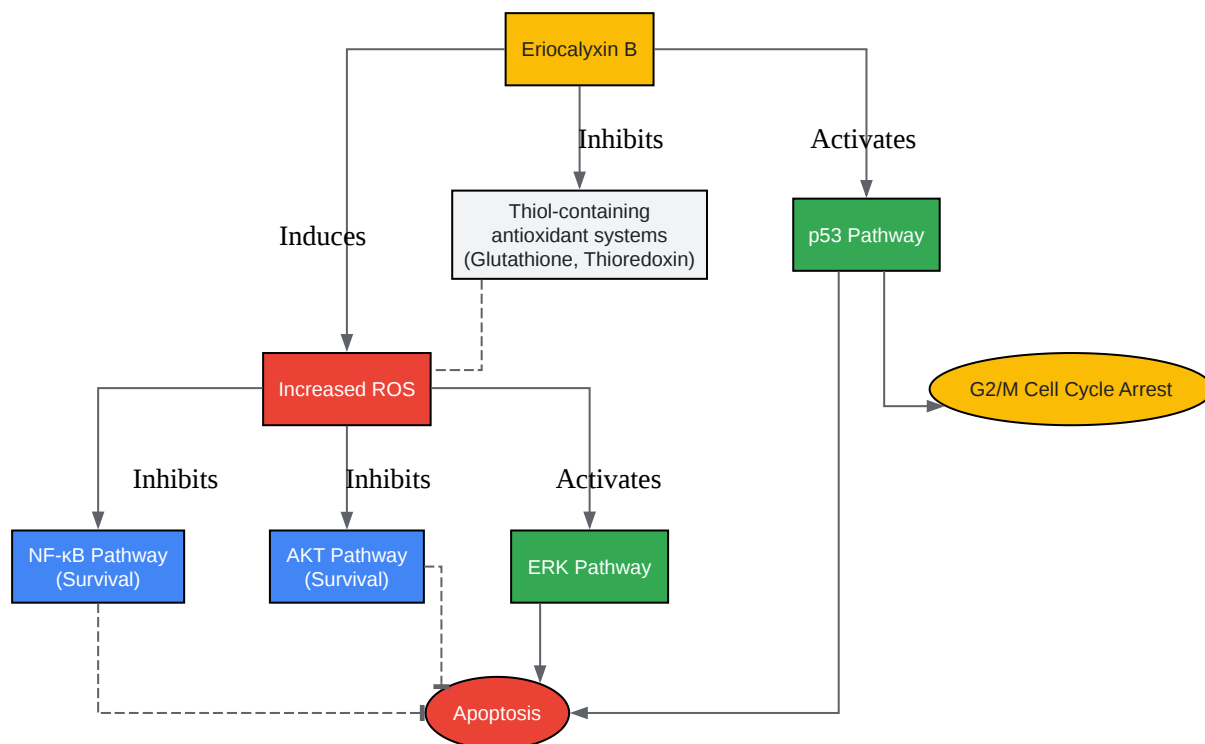 Eriocalyxin B
Inhibits
Activates
Thiol-containing
antioxidant systems
(Glutathione, Thioredoxin)
p53 Pathway
Induces
Increased ROS
G2/M Cell Cycle Arrest
Inhibits
Inhibits
Activates
NF-κB Pathway
(Survival)
AKT Pathway
(Survival)
ERK Pathway
Apoptosis